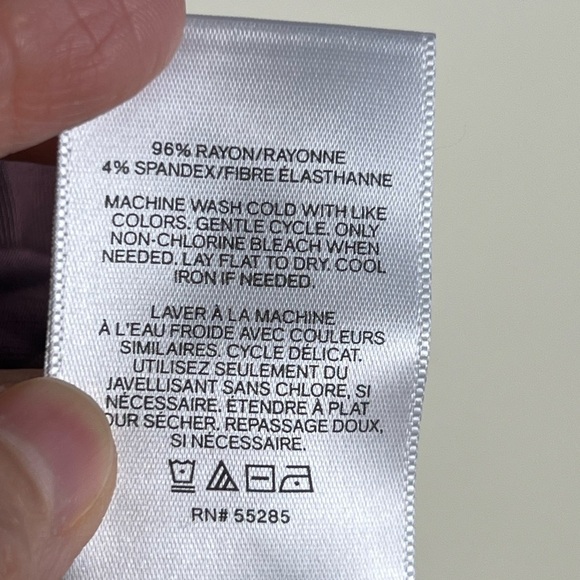 96% RAYON/RAYONNE
4% SPANDEX/FIBRE ÉLASTHANNE
MACHINE WASH COLD WITH LIKE
COLORS. GENTLE CYCLE. ONLY
NON-CHLORINE BLEACH WHEN
NEEDED. LAY FLAT TO DRY. COOL
IRON IF NEEDED.
LAVER À LA MACHINE
À L'EAU FROIDE AVEC COULEURS
SIMILAIRES. CYCLE DÉLICAT.
UTILISEZ SEULEMENT DU
JAVELLISANT SANS CHLORE, SI
NÉCESSAIRE. ÉTENDRE À PLAT
OUR SÉCHER. REPASSAGE DOUX,
SI NÉCESSAIRE.
RN# 55285